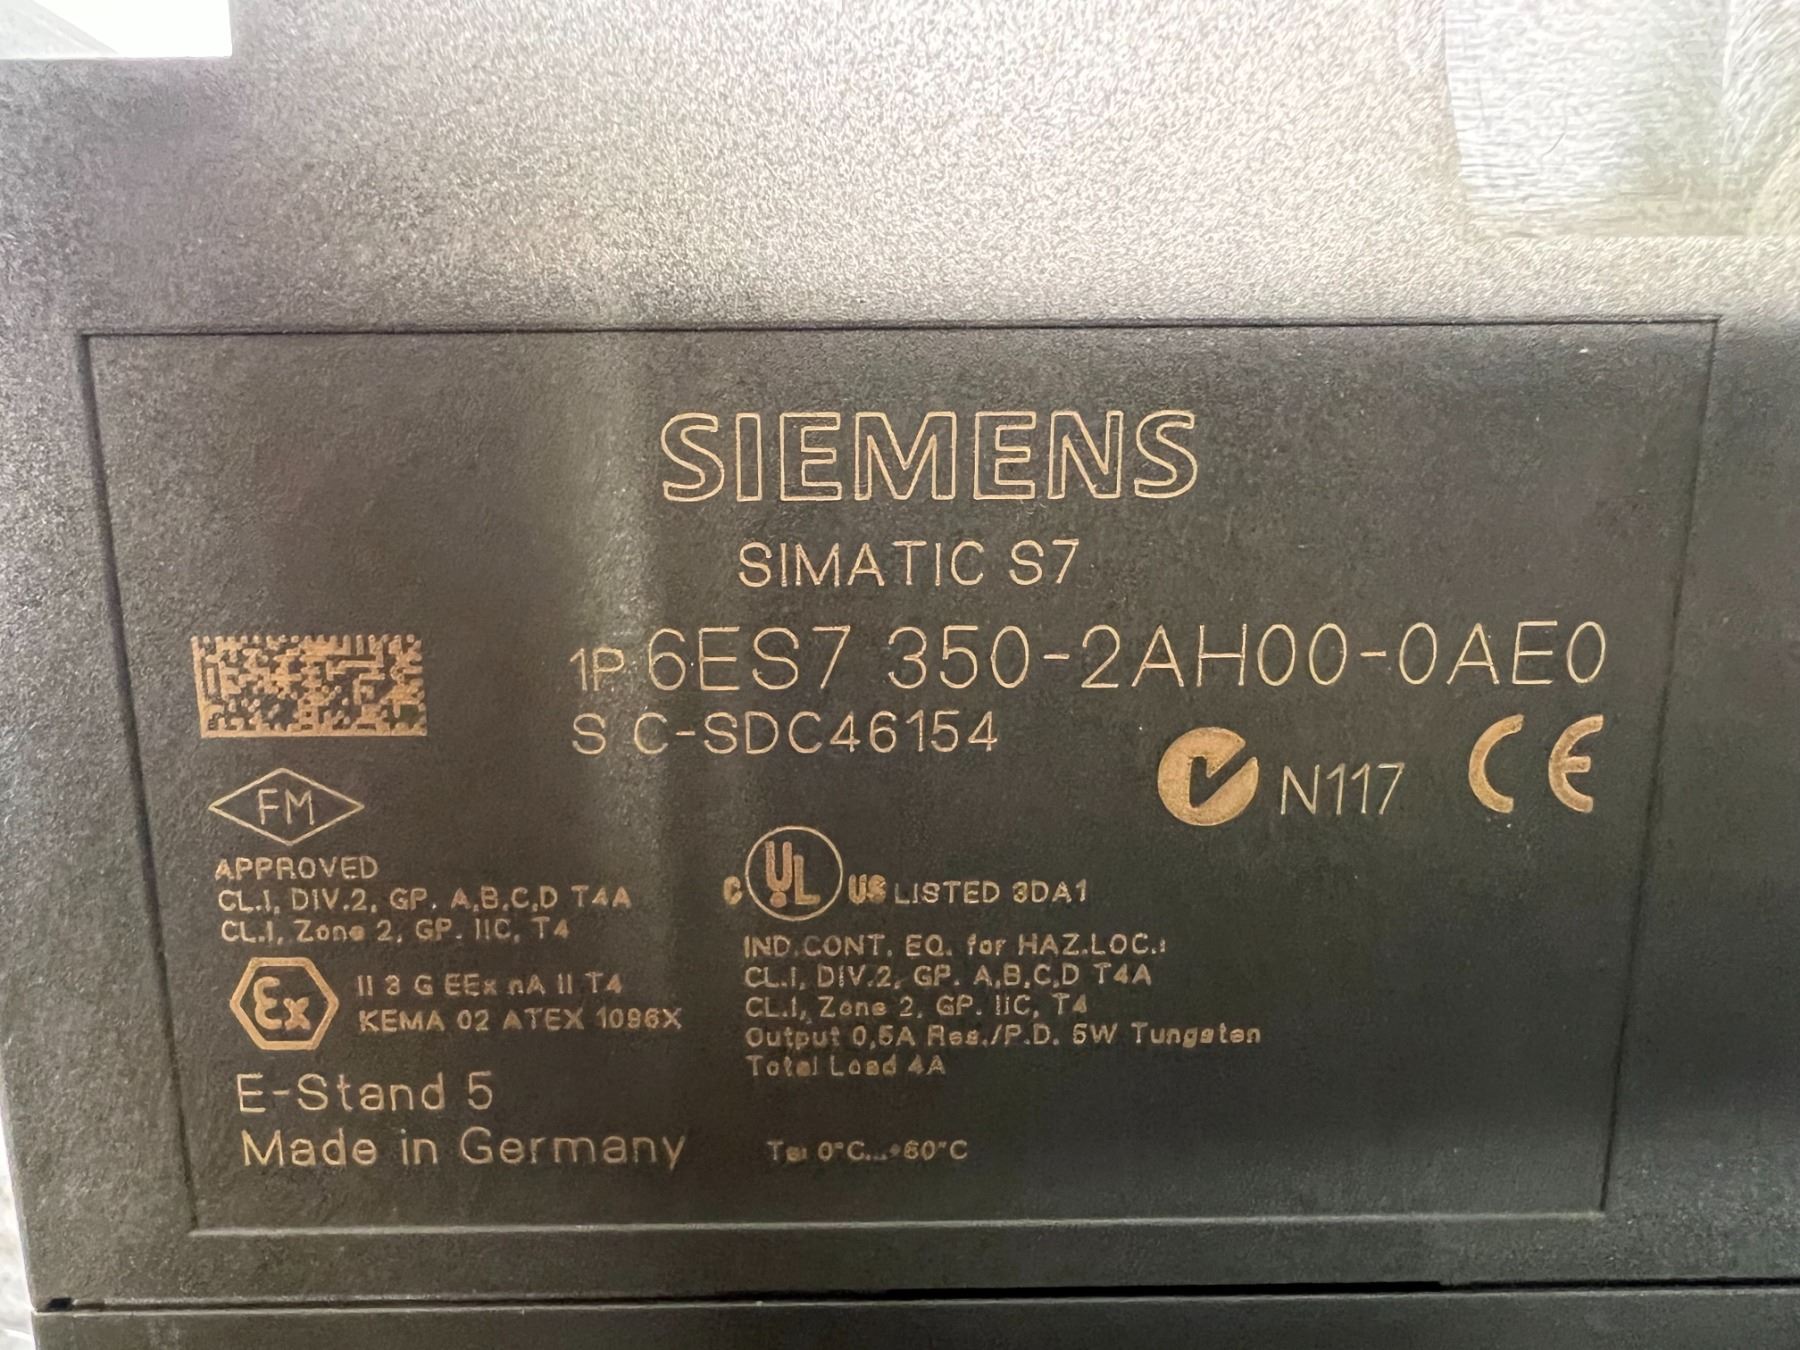 SIEMENS
SIMATIC S7
1P 6ES7 350-2AH00-0AE0
S C-SDC46154
N117 CE
FM
APPROVED
CL.I, DIV.2, GP. A,B,C,D T4A
CL.I, Zone 2, GP. IIC, T4
Ex
II 3 G EEx nA II T4
KEMA 02 ATEX 1096X
E-Stand 5
Made in Germany
C UL US LISTED 3DA1
IND.CONT. EQ. for HAZ.LOC.:
CL.I, DIV.2, GP. A,B,C,D T4A
CL.I, Zone 2, GP. IIC, T4
Output 0,5A Res./P.D. 5W Tungsten
Total Load 4A
Ta: 0°C...+60°C